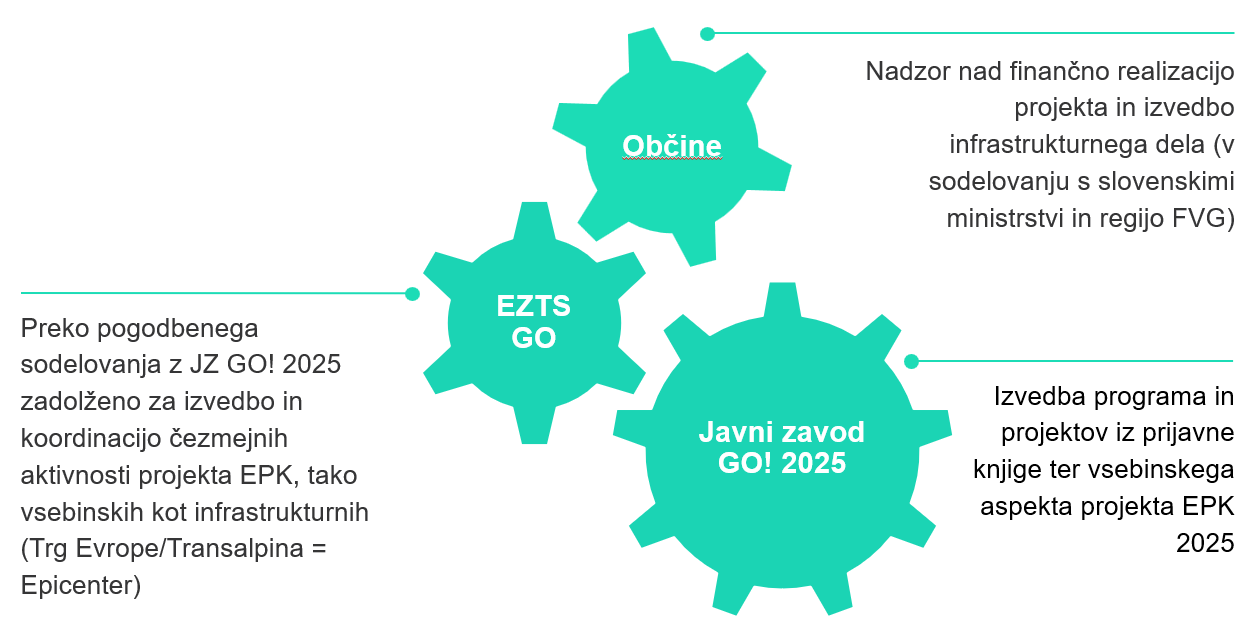 Občine
Nadzor nad finančno realizacijo
projekta in izvedbo
infrastrukturnega dela (v
sodelovanju s slovenskimi
ministrstvi in regijo FVG)
EZTS
GO
Preko pogodbenega
sodelovanja z JZ GO! 2025
zadolženo za izvedbo in
koordinacijo čezmejnih
aktivnosti projekta EPK, tako
vsebinskih kot infrastrukturnih
(Trg Evrope/Transalpina =
Epicenter)
Javni zavod
GO! 2025
Izvedba programa in
projektov iz prijavne
knjige ter vsebinskega
aspekta projekta EPK
2025